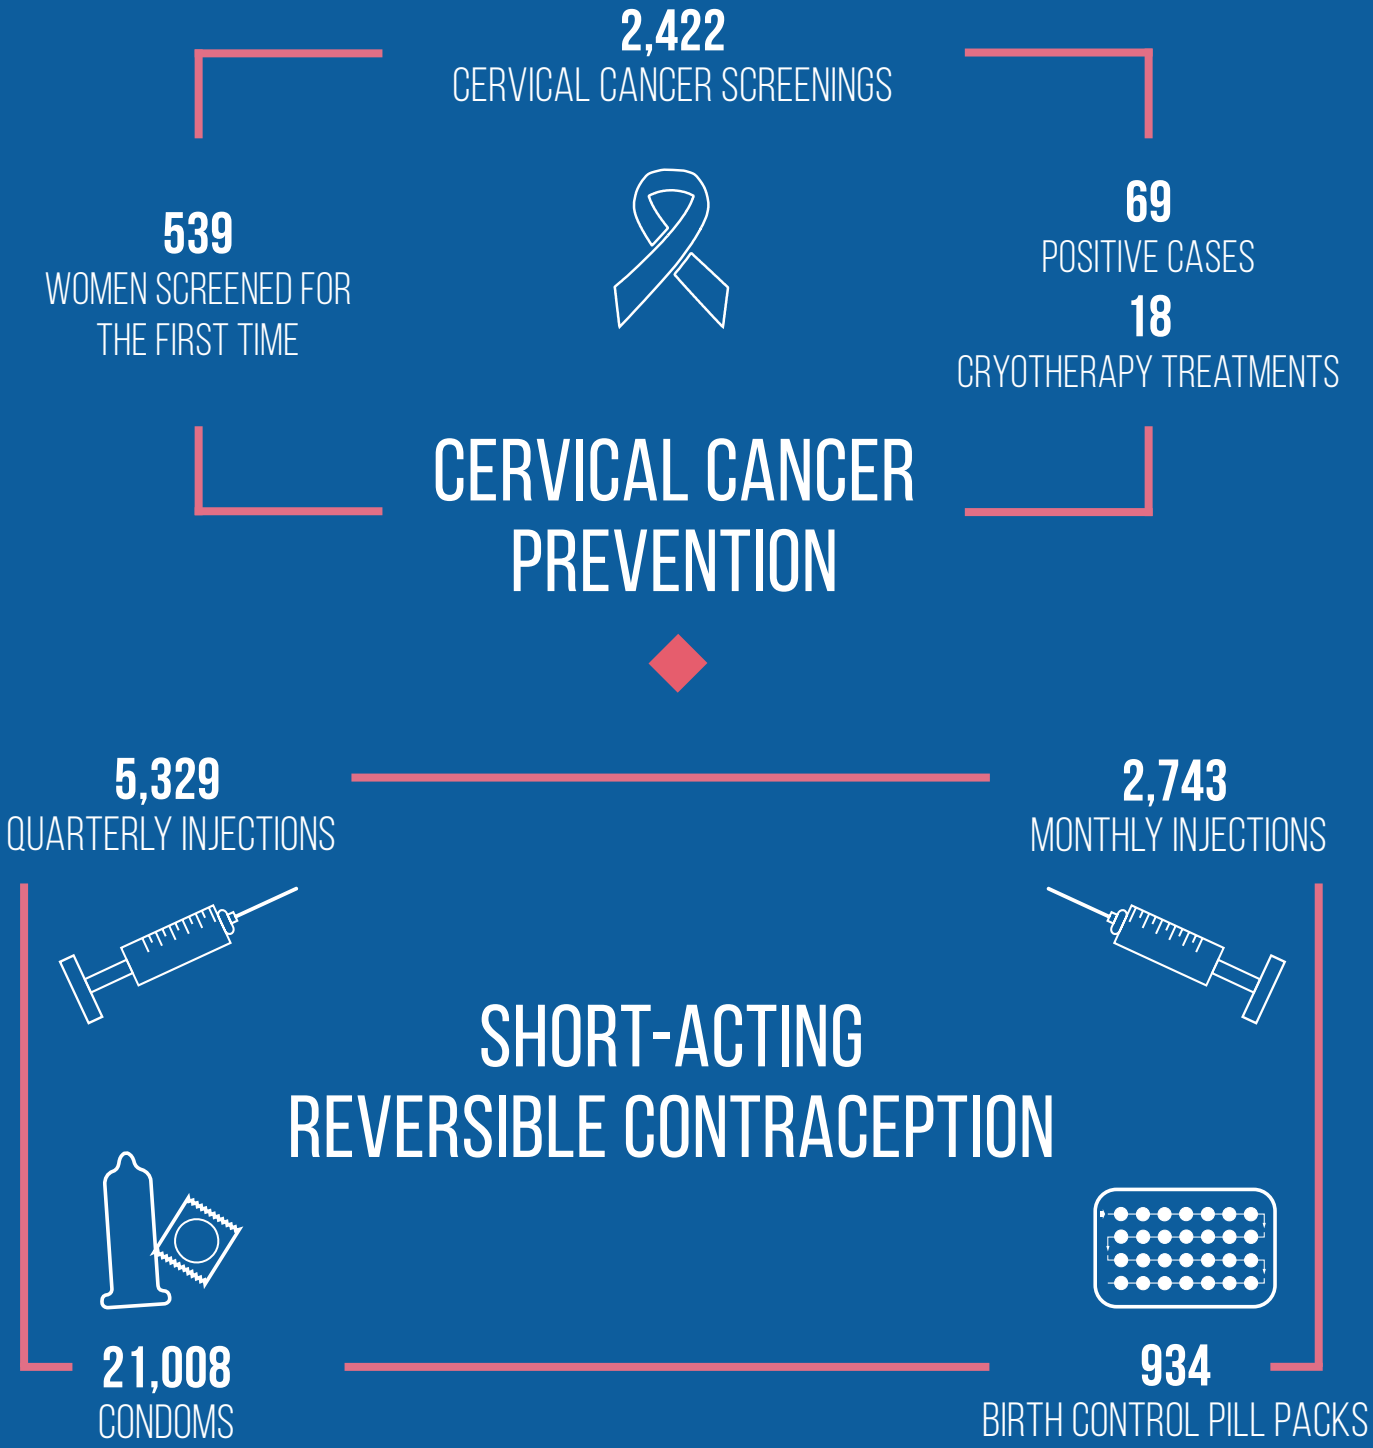 2,422
CERVICAL CANCER SCREENINGS
539
WOMEN SCREENED FOR
THE FIRST TIME
69
POSITIVE CASES
18
CRYOTHERAPY TREATMENTS
CERVICAL CANCER
PREVENTION
5,329
QUARTERLY INJECTIONS
2,743
MONTHLY INJECTIONS
SHORT-ACTING
REVERSIBLE CONTRACEPTION
21,008
CONDOMS
934
BIRTH CONTROL PILL PACKS